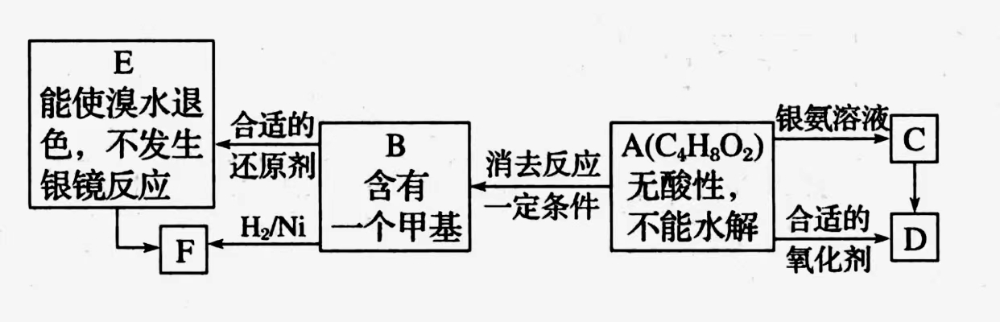 E
能使溴水退
色，不发生
银镜反应
合适的
还原剂
H₂/Ni
F
B
含有
一个甲基
消去反应
一定条件
A(C₄H₈O₂)
无酸性，
不能水解
银氨溶液
合适的
氧化剂
C
D